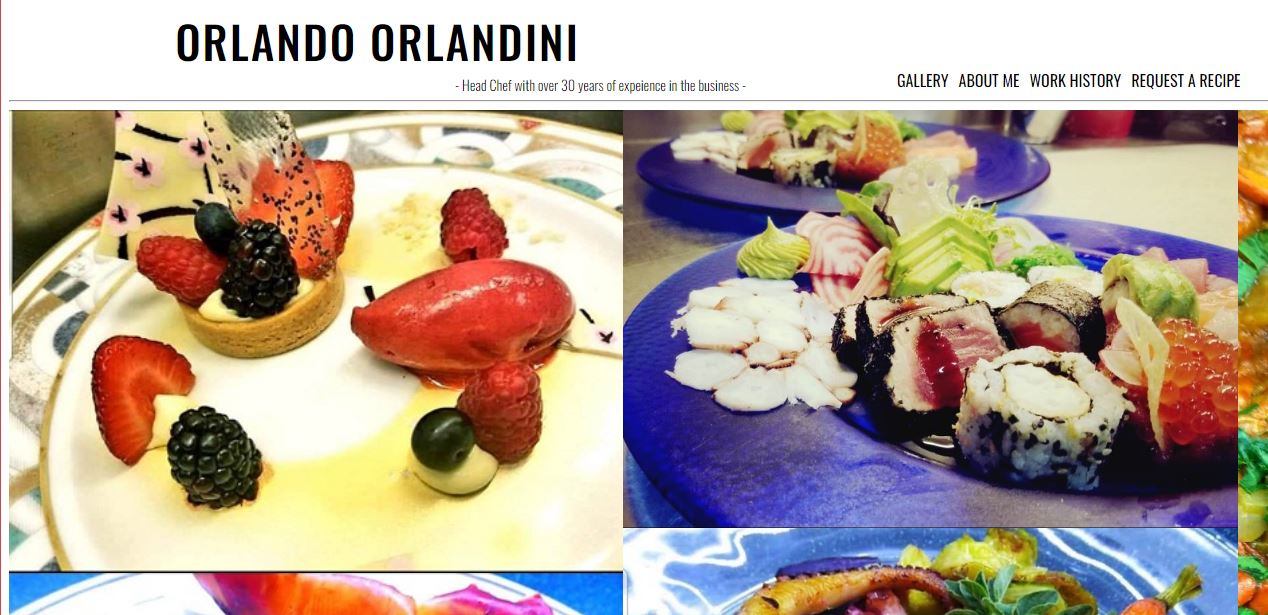 ORLANDO ORLANDINI
- Head Chef with over 30 years of expeience in the business -
GALLERY ABOUT ME WORK HISTORY REQUEST A RECIPE